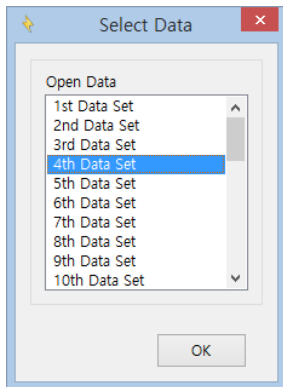 Select Data
Open Data
1st Data Set
2nd Data Set
3rd Data Set
4th Data Set
5th Data Set
6th Data Set
7th Data Set
8th Data Set
9th Data Set
10th Data Set
OK